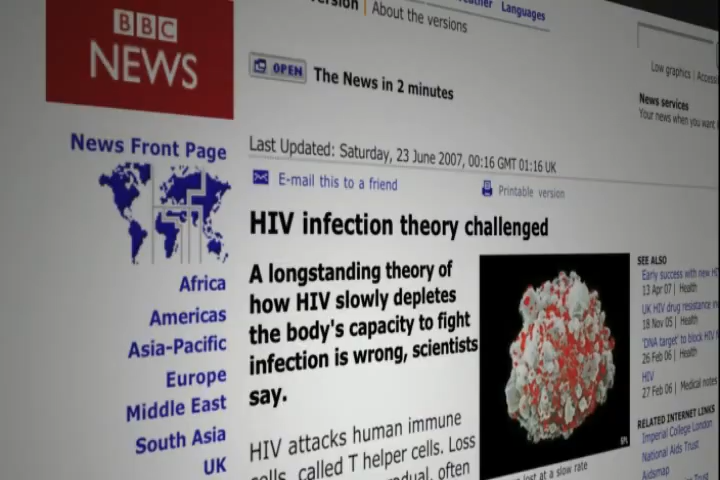 BBC
NEWS
About the versions
Languages
OPEN The News in 2 minutes
Low graphics |
News services
Your news when you want
News Front Page
Last Updated: Saturday, 23 June 2007, 00:16 GMT 01:16 UK
E-mail this to a friend
Printable version
HIV infection theory challenged
Africa
Americas
Asia-Pacific
Europe
Middle East
South Asia
UK
A longstanding theory of
how HIV slowly depletes
the body's capacity to fight
infection is wrong, scientists
say.
HIV attacks human immune
cells, called T helper cells. Loss
often
SPL
lost at a slow rate
SEE ALSO
Early success with new
13 Apr 07 | Health
UK HIV drug resistance
18 Nov 05 | Health
'DNA target' to block HIV
26 Feb 06 | Health
HIV
27 Feb 06 | Medical notes
RELATED INTERNET LINKS
Imperial College London
National Aids Trust
Aidsmap